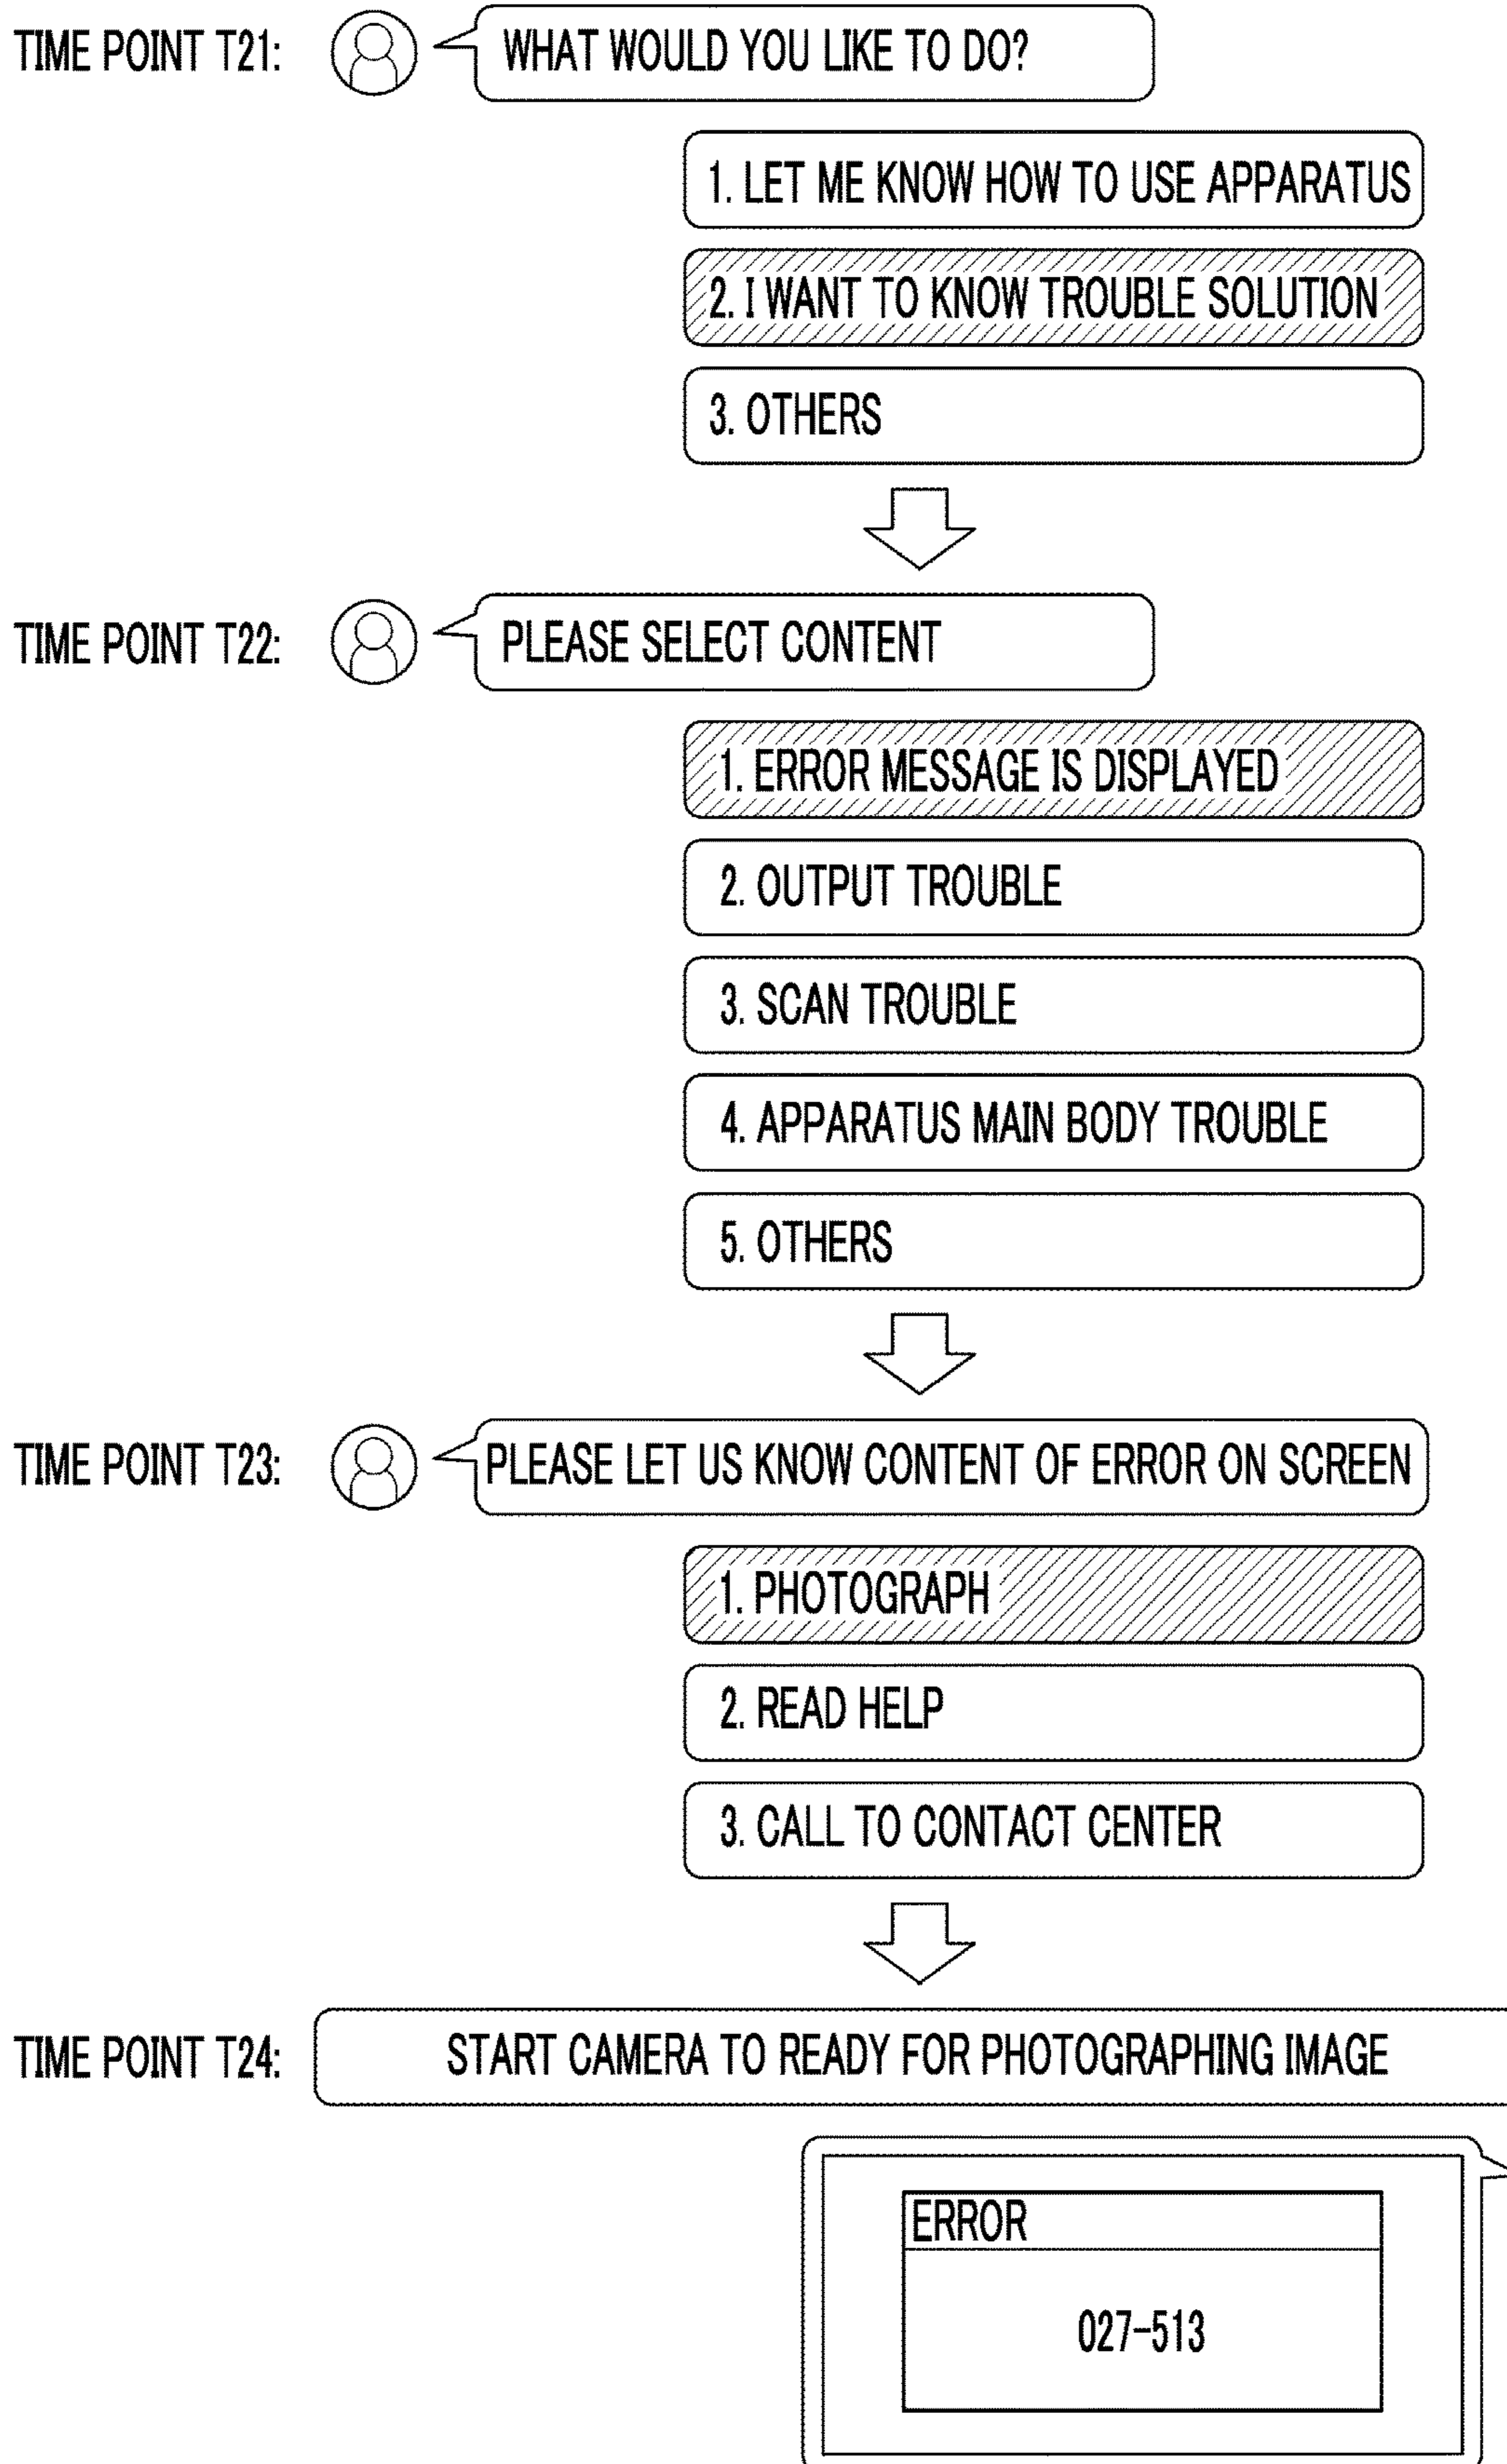 TIME POINT T21:
WHAT WOULD YOU LIKE TO DO?
1. LET ME KNOW HOW TO USE APPARATUS
2. I WANT TO KNOW TROUBLE SOLUTION
3. OTHERS
TIME POINT T22:
PLEASE SELECT CONTENT
1. ERROR MESSAGE IS DISPLAYED
2. OUTPUT TROUBLE
3. SCAN TROUBLE
4. APPARATUS MAIN BODY TROUBLE
5. OTHERS
TIME POINT T23:
PLEASE LET US KNOW CONTENT OF ERROR ON SCREEN
1. PHOTOGRAPH
2. READ HELP
3. CALL TO CONTACT CENTER
TIME POINT T24:
START CAMERA TO READY FOR PHOTOGRAPHING IMAGE
ERROR
027-513